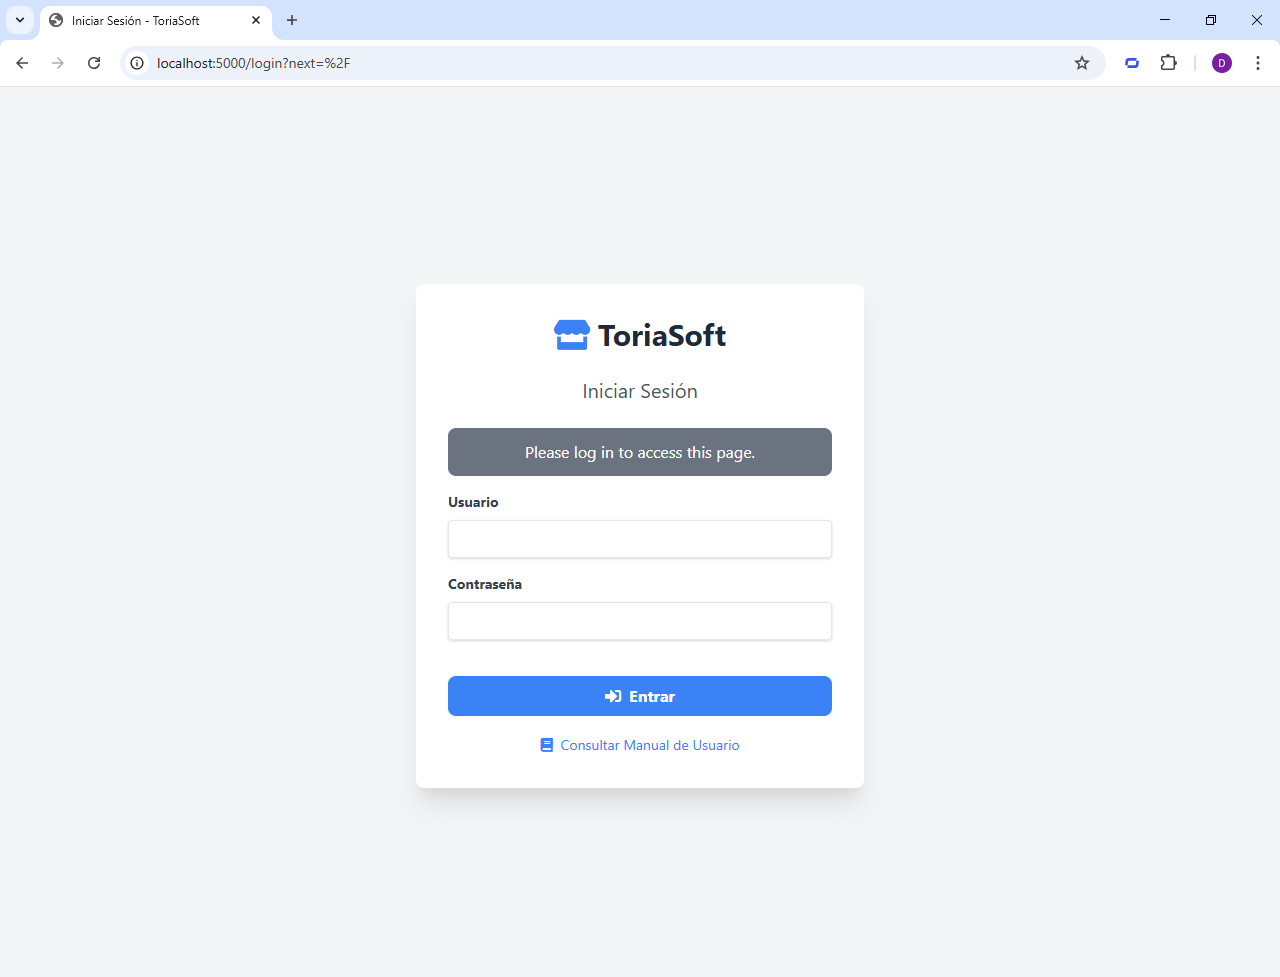 Iniciar Sesión - ToriaSoft
localhost:5000/login?next=%2F
D
ToriaSoft
Iniciar Sesión
Please log in to access this page.
Usuario
Contraseña
Entrar
Consultar Manual de Usuario